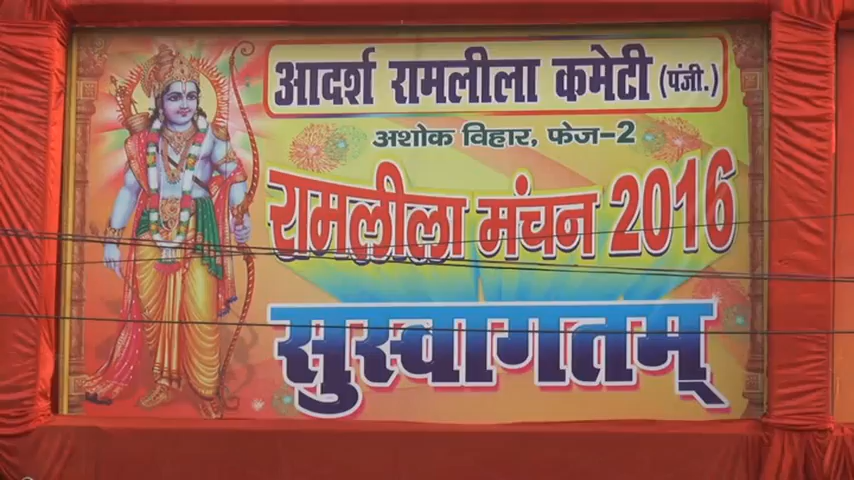 आदर्श रामलीला कमेटी (पंजी.)
अशोक विहार, फेज-2
रामलीला मंचन 2016
सुस्वागतम्